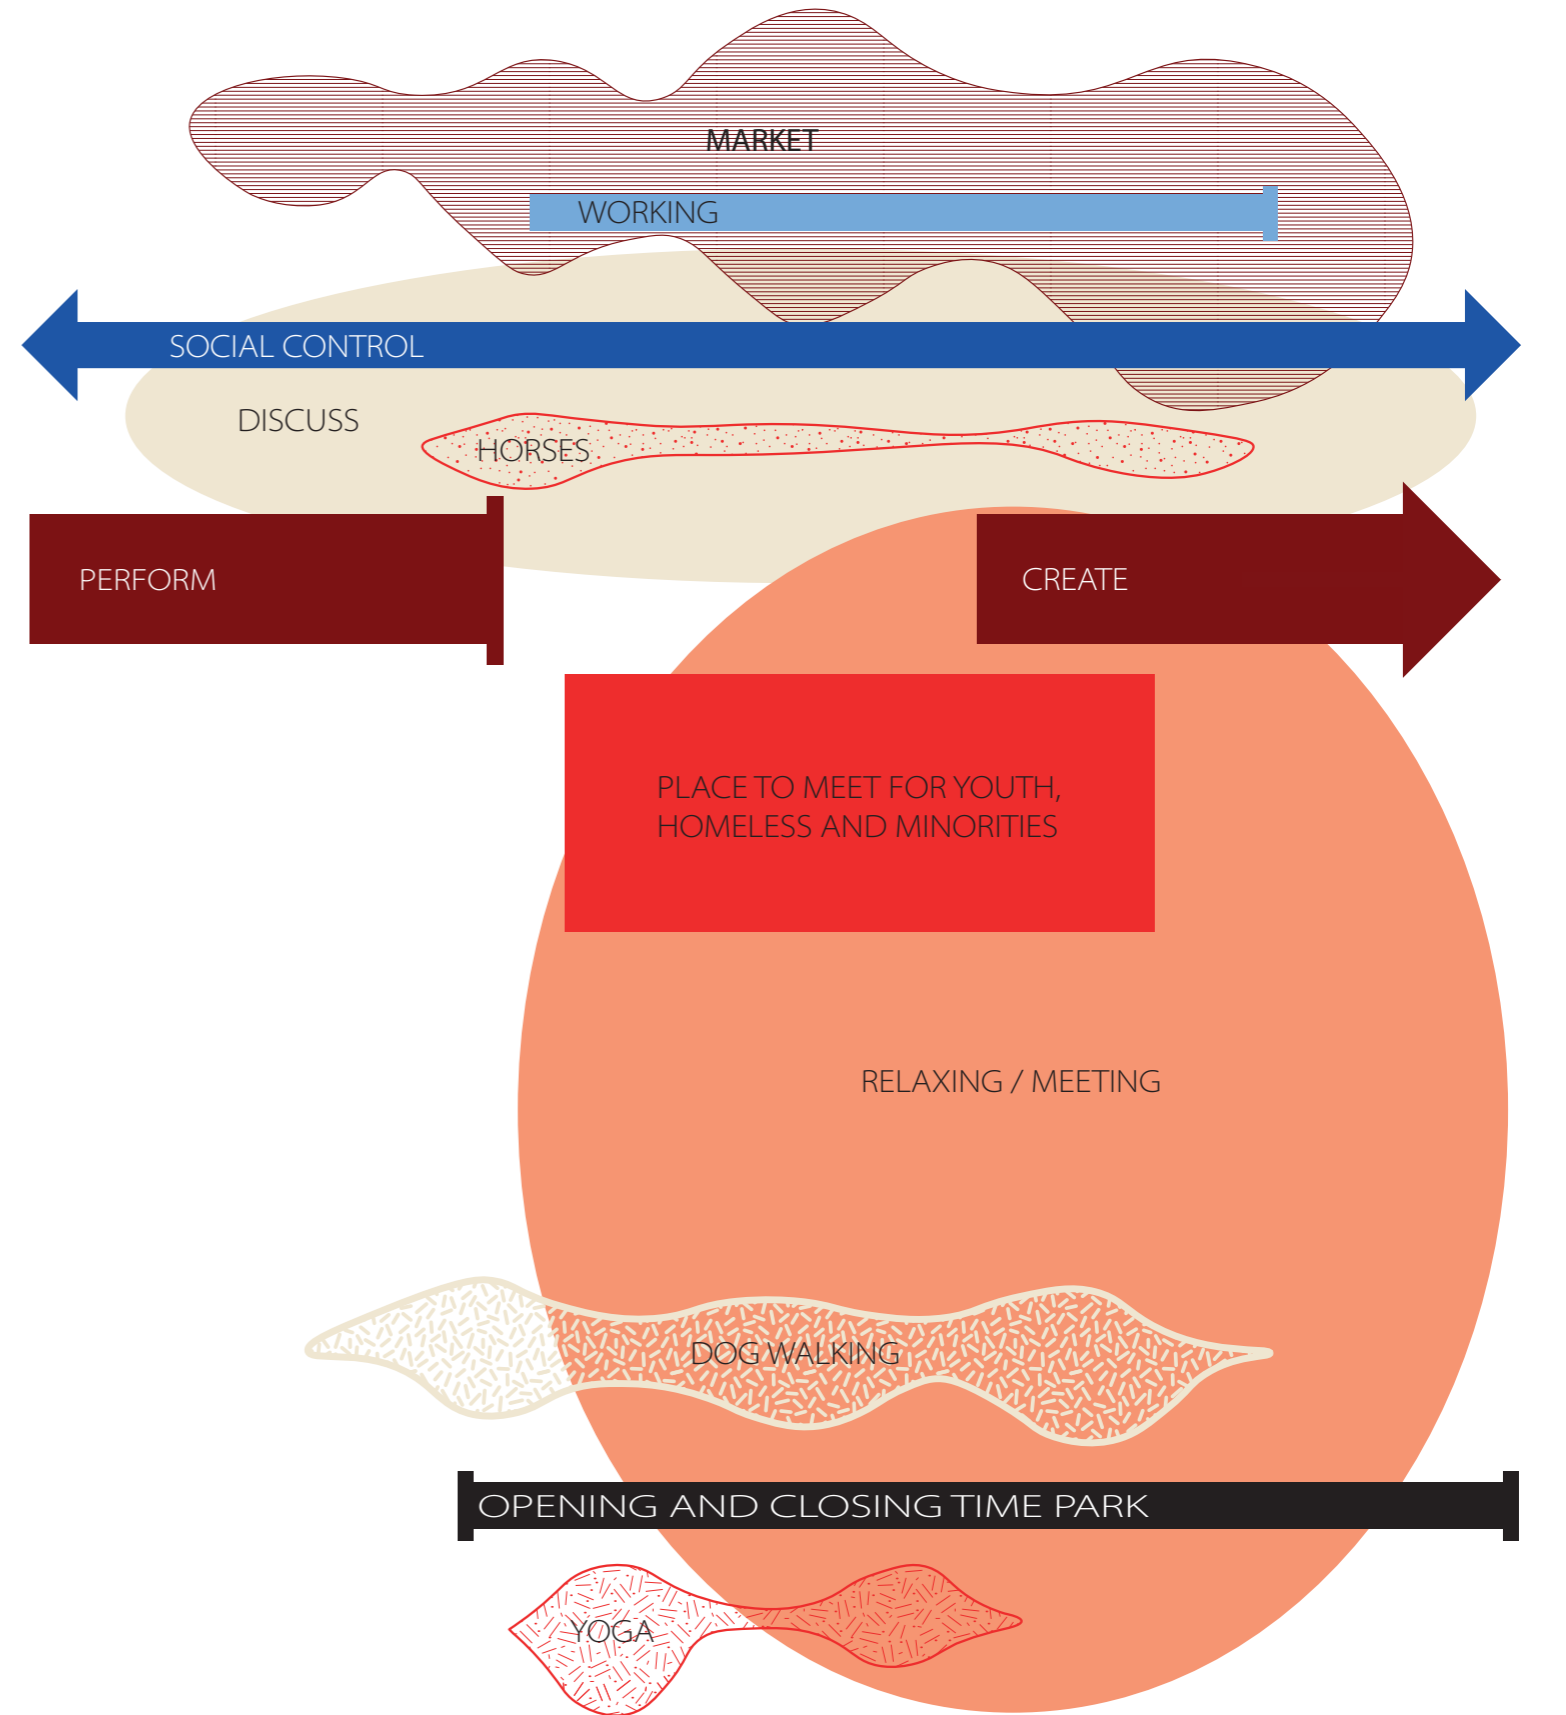 MARKET
WORKING
SOCIAL CONTROL
DISCUSS
HORSES
PERFORM
CREATE
PLACE TO MEET FOR YOUTH,
HOMELESS AND MINORITIES
RELAXING / MEETING
DOG WALKING
OPENING AND CLOSING TIME PARK
YOGA